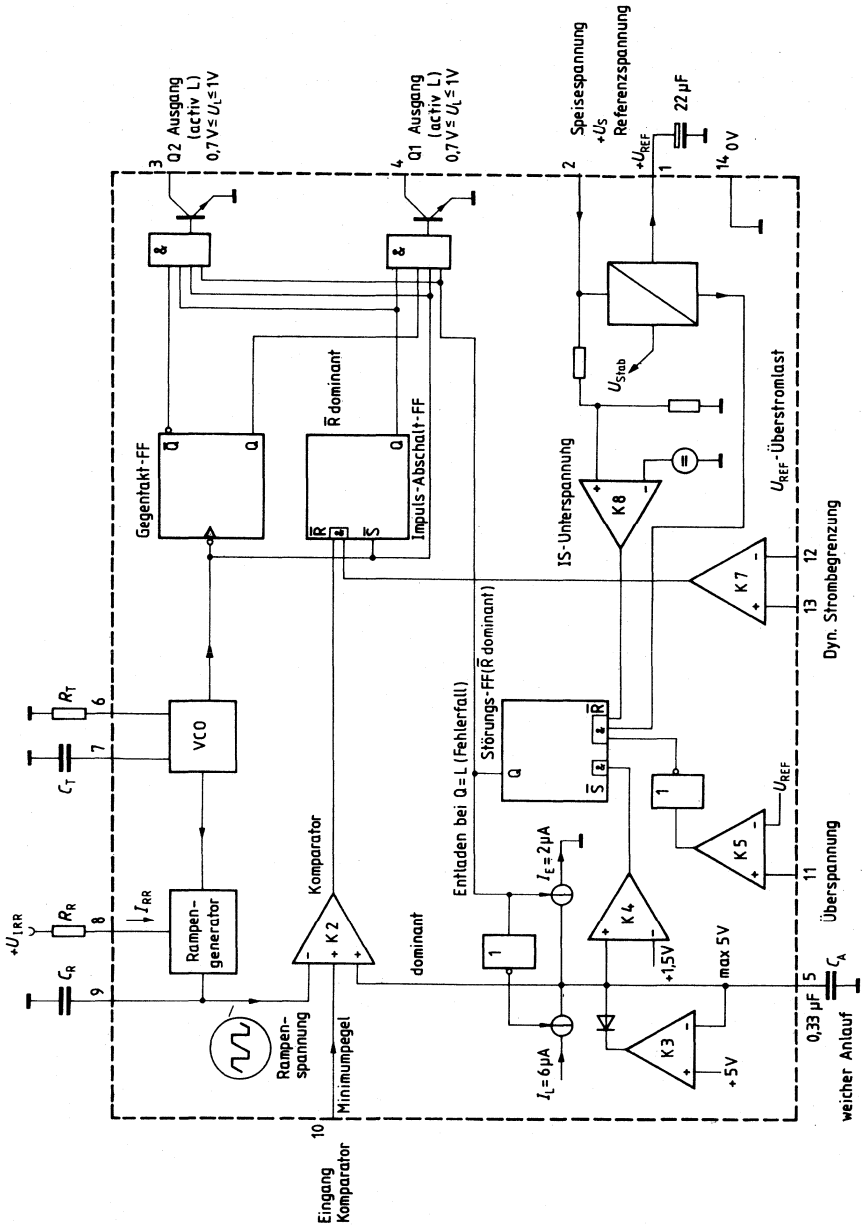 +U_IRR
C_R
R_R
C_T
R_T
9
8
I_RR
7
6
Rampen-
generator
VCO
Gegentakt-FF
Q̅
Q
&
3
Q2 Ausgang
(activ L)
0,7 V ≤ U_L ≤ 1V
10
Eingang
Komparator
Minimumpegel
Rampen-
spannung
-
+
+
K2
Komparator
dominant
R̅
&
S̅
Q
R̅ dominant
Impuls-Abschalt-FF
&
4
Q1 Ausgang
(activ L)
0,7 V ≤ U_L ≤ 1V
Entladen bei Q = L (Fehlerfall)
Störungs-FF (R̅ dominant)
Q
S̅
&
&
R̅
1
I_L = 6µA
I_E = 2µA
IS-Unterspannung
K8
+
-
=
U_Stab
2
Speisespannung
+U_S
Referenzspannung
+U_REF
1
22 µF
14
0 V
K3
+
-
+5V
max 5V
K4
+
-
+1,5V
1
K5
+
-
U_REF
K7
+
-
U_REF-Überstromlast
5
0,33 µF
C_A
weicher Anlauf
11
Überspannung
13
12
Dyn. Strombegrenzung